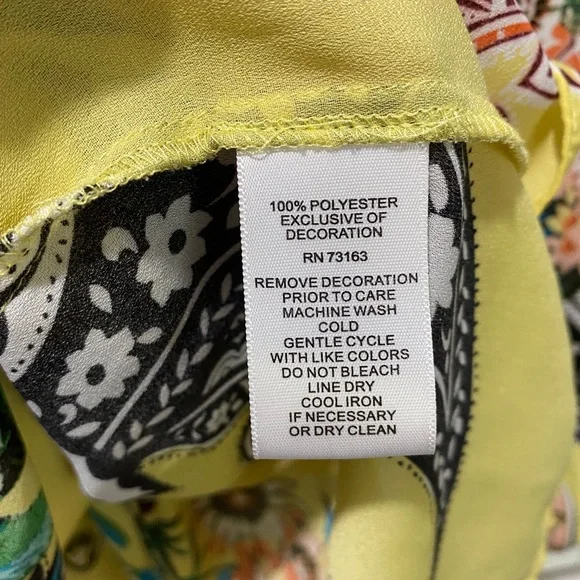 100% POLYESTER
EXCLUSIVE OF
DECORATION
RN 73163
REMOVE DECORATION
PRIOR TO CARE
MACHINE WASH
COLD
GENTLE CYCLE
WITH LIKE COLORS
DO NOT BLEACH
LINE DRY
COOL IRON
IF NECESSARY
OR DRY CLEAN